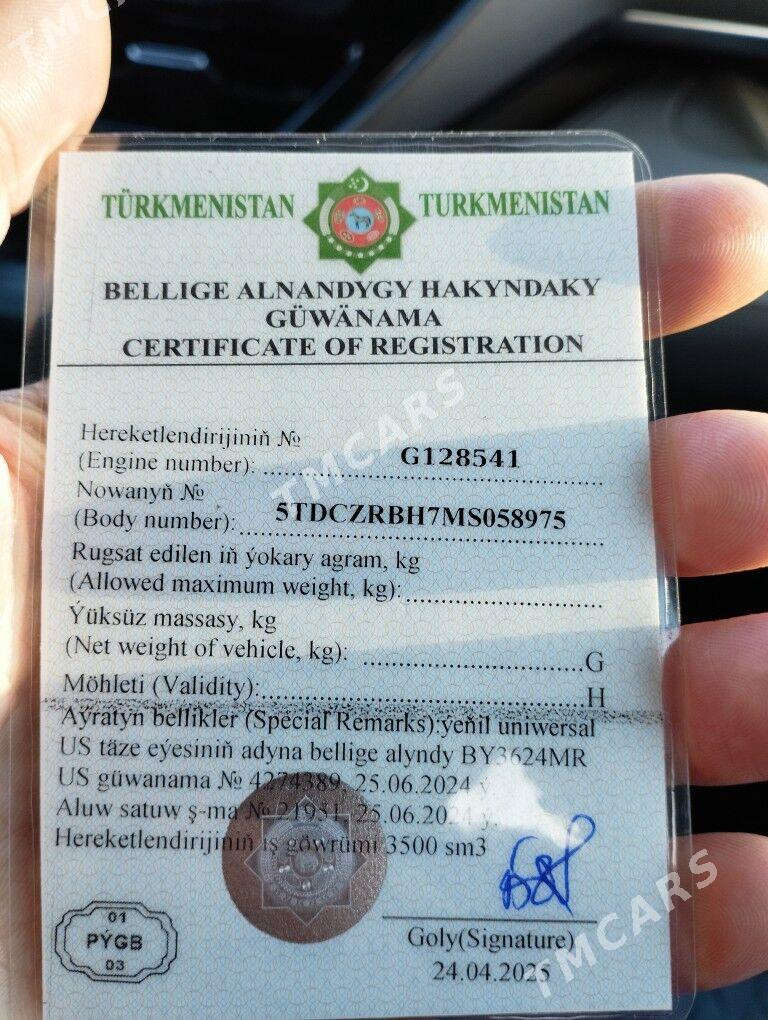 TÜRKMENISTAN TURKMENISTAN
BELLIGE ALNANDYGY HAKYNDAKY
GÜWÄNAMA
CERTIFICATE OF REGISTRATION
Hereketlendirijiniň №
(Engine number): G128541
Nowanyň №
(Body number): 5TDCZRBH7MS058975
Rugsat edilen iň ýokary agram, kg
(Allowed maximum weight, kg):
Ýüksüz massasy, kg
(Net weight of vehicle, kg): G
Möhleti (Validity): H
Aýratyn bellikler (Special Remarks):ýeňil uniwersal
US täze eýesiniň adyna bellige alyndy BY3624MR
US güwanama № 4274389, 25.06.2024 ý
Aluw satuw ş-ma № 21951, 25.06.2024 ý.
Hereketlendirijiniň iş göwrümi 3500 sm3
01
PÝGB
03
Goly(Signature)
24.04.2025
TMCARS
TMCARS
TMCARS
TMCARS